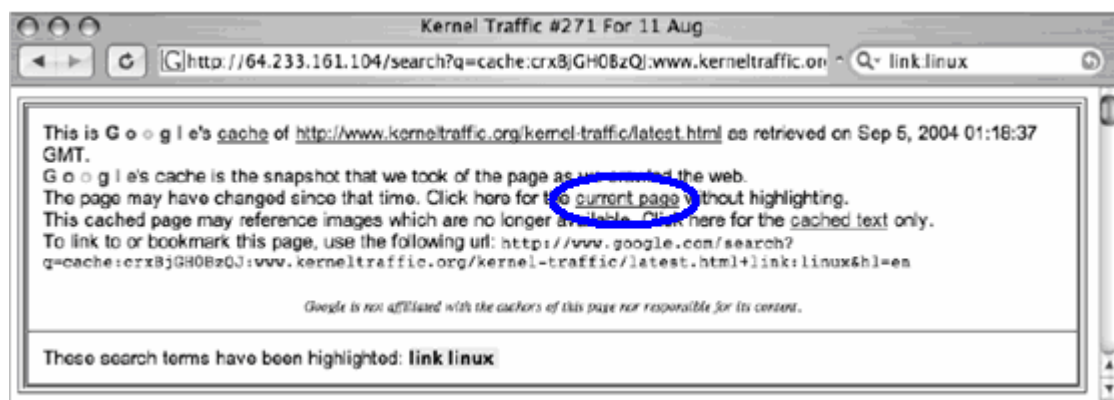 Kernel Traffic #271 For 11 Aug
G http://64.233.161.104/search?q=cache:crxBjGH0BzQJ:www.kerneltraffic.or
Q link:linux
This is G o o g l e's cache of http://www.kerneltraffic.org/kernel-traffic/latest.html as retrieved on Sep 5, 2004 01:18:37
GMT.
G o o g l e's cache is the snapshot that we took of the page as we crawled the web.
The page may have changed since that time. Click here for the current page without highlighting.
This cached page may reference images which are no longer available. Click here for the cached text only.
To link to or bookmark this page, use the following url: http://www.google.com/search?
q=cache:crxBjGH0BzQJ:www.kerneltraffic.org/kernel-traffic/latest.html+link:linux&hl=en
Google is not affiliated with the authors of this page nor responsible for its content.
These search terms have been highlighted: link linux